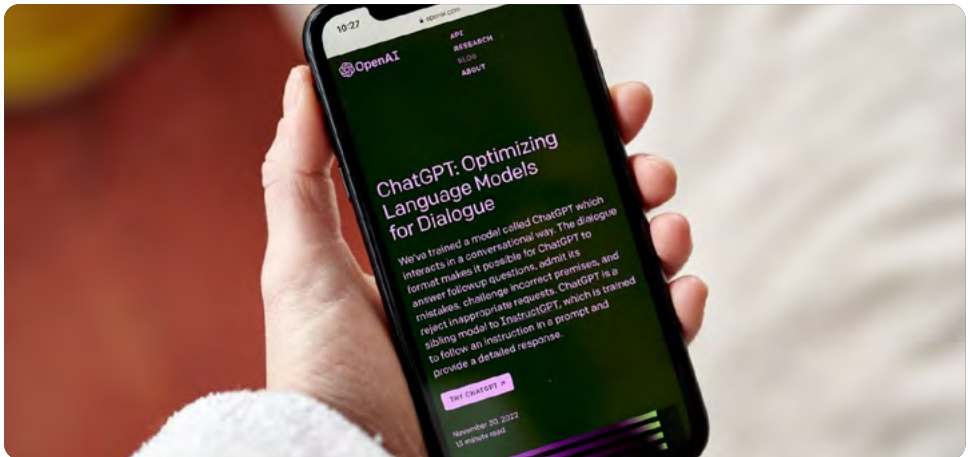 10:27
openai.com
OpenAI
API
RESEARCH
BLOG
ABOUT
ChatGPT: Optimizing
Language Models
for Dialogue
We've trained a model called ChatGPT which
interacts in a conversational way. The dialogue
format makes it possible for ChatGPT to
answer followup questions, admit its
mistakes, challenge incorrect premises, and
reject inappropriate requests. ChatGPT is a
sibling model to InstructGPT, which is trained
to follow an instruction in a prompt and
provide a detailed response.
TRY CHATGPT ↗
November 30, 2022
13 minute read